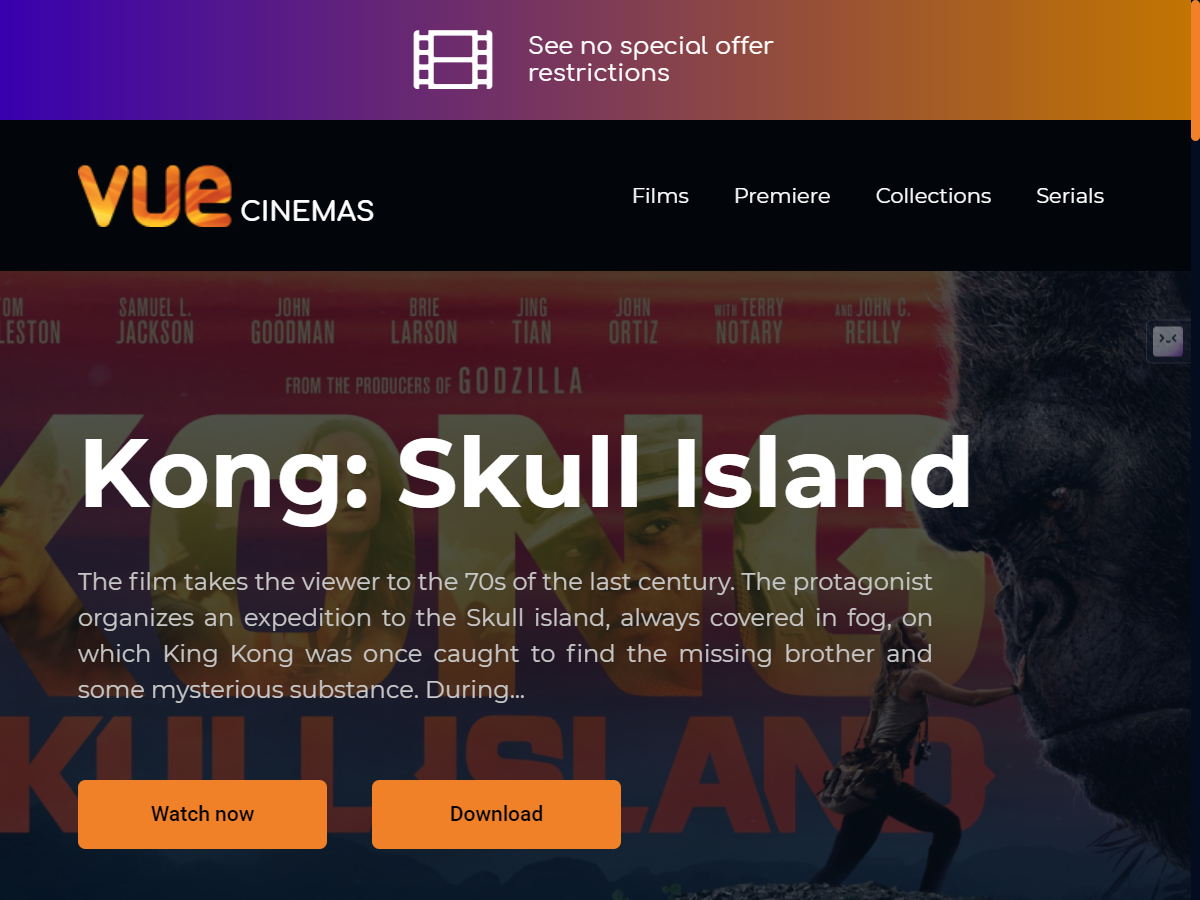 See no special offer
restrictions
vue CINEMAS
Films Premiere Collections Serials
TOM SAMUEL L. JOHN BRIE JING JOHN WITH TERRY AND JOHN C.
JACKSON GOODMAN LARSON TIAN ORTIZ NOTARY REILLY
FROM THE PRODUCERS OF GODZILLA
KONG
Kong: Skull Island
The film takes the viewer to the 70s of the last century. The protagonist
organizes an expedition to the Skull island, always covered in fog, on
which King Kong was once caught to find the missing brother and
some mysterious substance. During...
SKULL ISLAND
Watch now Download